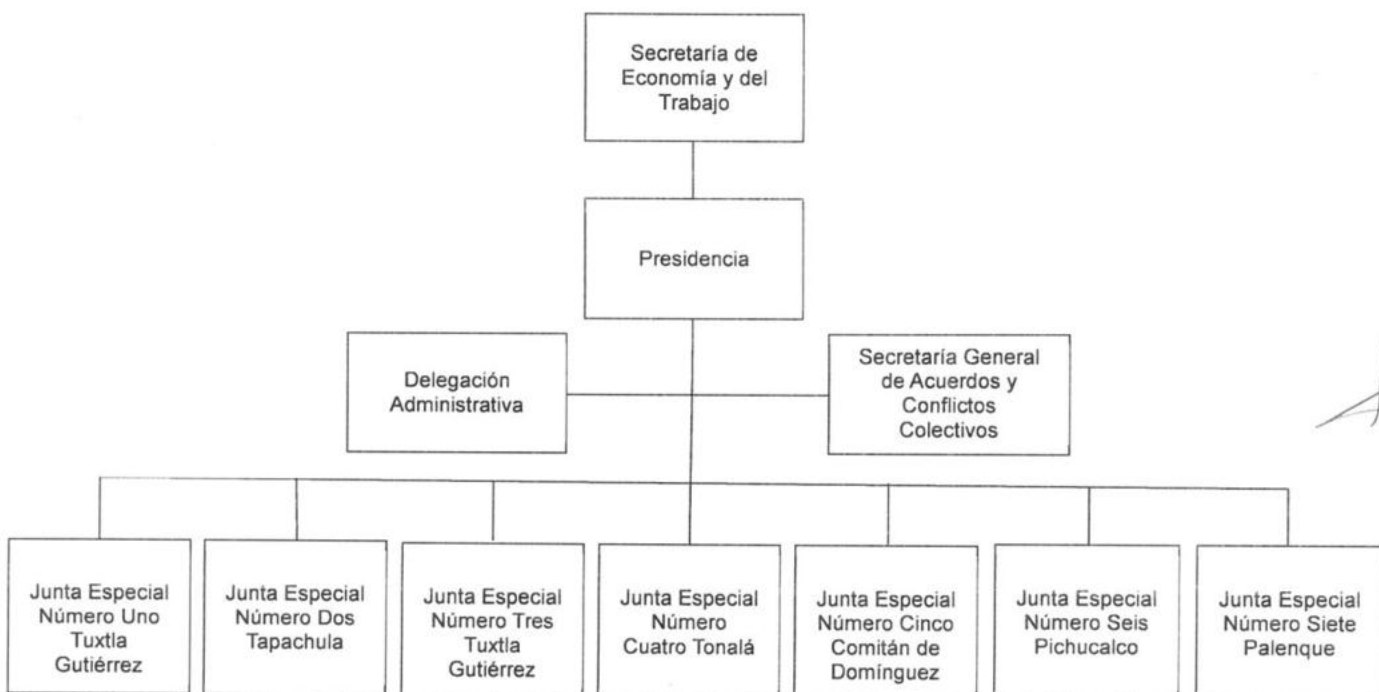 Secretaría de
Economía y del
Trabajo
Presidencia
Delegación
Administrativa
Secretaría General
de Acuerdos y
Conflictos
Colectivos
Junta Especial
Número Uno
Tuxtla
Gutiérrez
Junta Especial
Número Dos
Tapachula
Junta Especial
Número Tres
Tuxtla
Gutiérrez
Junta Especial
Número
Cuatro Tonalá
Junta Especial
Número Cinco
Comitán de
Domínguez
Junta Especial
Número Seis
Pichucalco
Junta Especial
Número Siete
Palenque